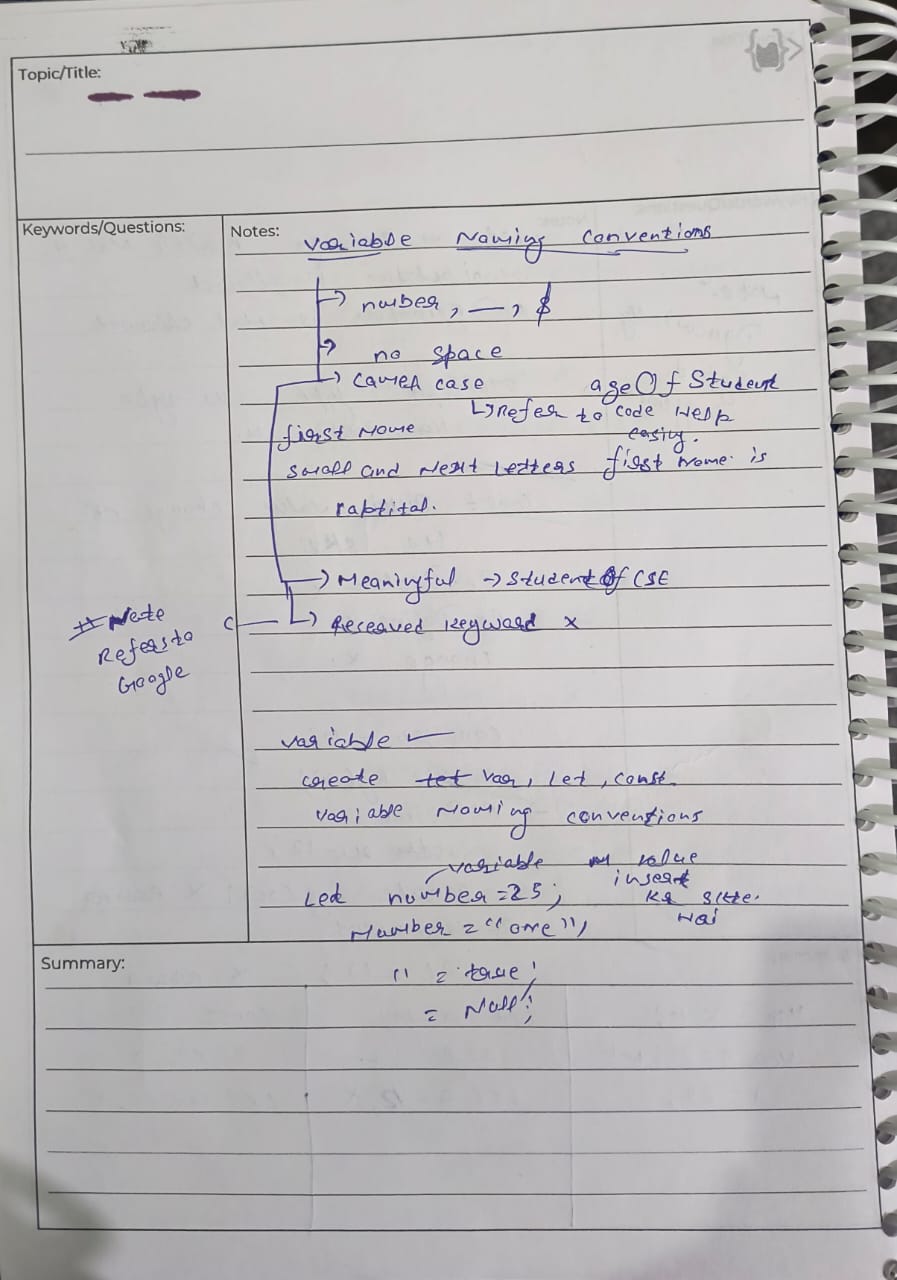 Topic/Title:
Keywords/Questions:
Notes:
Variable Naming Conventions
→ number, _, $
→ no space
→ Camel case ageOfStudent
↳ Refer to code Help
easily.
first Name
small and Next Letters first Name is
Captital.
→ Meaningful → StudentOfCSE
→ Reserved Keyword ×
# Note
Refers to
Google
variable
create var, Let, const.
variable Naming conventions
variable m value
insert
Let number = 25;
Ka skte.
Hai
Number = "one";
Summary:
" = true;
= Null;